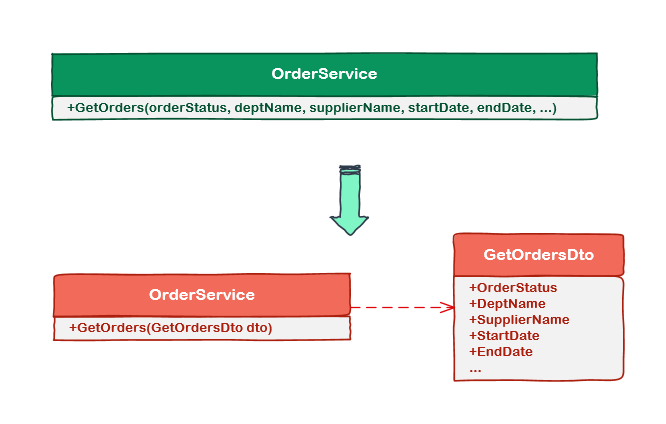 OrderService
+GetOrders(orderStatus, deptName, supplierName, startDate, endDate, ...)
OrderService
+GetOrders(GetOrdersDto dto)
GetOrdersDto
+OrderStatus
+DeptName
+SupplierName
+StartDate
+EndDate
...